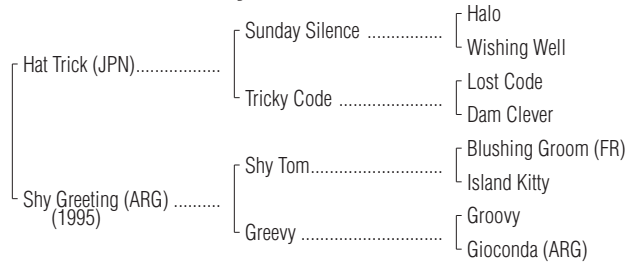 Halo
Sunday Silence ................
Wishing Well
Hat Trick (JPN)..................
Lost Code
Tricky Code ......................
Dam Clever
Blushing Groom (FR)
Shy Tom............................
Island Kitty
Shy Greeting (ARG) ..........
(1995)
Groovy
Greevy ..............................
Gioconda (ARG)